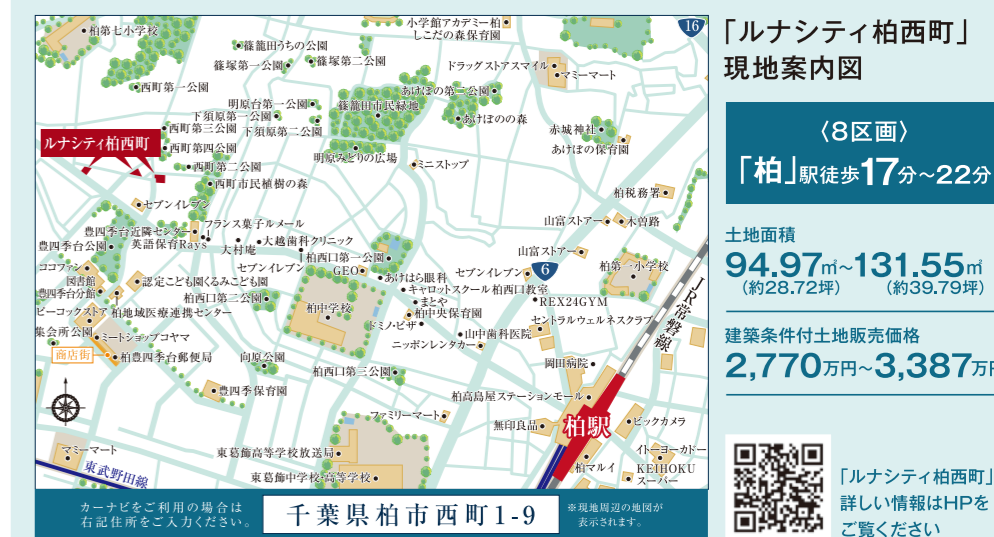 小学館アカデミー柏
しこだの森保育園
16
柏第七小学校
篠籠田うちの公園
篠塚第一公園
篠塚第二公園
ドラッグストアスマイル
マミーマート
西町第一公園
あけぼの第二公園
明原台第一公園
篠籠田市民緑地
下須原第一公園
あけぼのの森
西町第三公園
下須原第二公園
赤城神社
ルナシティ柏西町
西町第四公園
あけぼの保育園
明原みどりの広場
西町第二公園
ミニストップ
西町市民植樹の森
柏税務署
セブンイレブン
山富ストアー
木曽路
豊四季台近隣センター
フランス菓子ルメール
豊四季台公園
英語保育Rays
大村庵
大越歯科クリニック
山富ストアー
柏西口第一公園
ココファン
セブンイレブン
GEO
6
柏第一小学校
図書館
豊四季台分館
認定こども園くるみこども園
あけはら眼科
セブンイレブン
キャロットスクール柏西口教室
JR常磐線
柏西口第二公園
まとや
REX24GYM
ピーコックストア
柏地域医療連携センター
柏中学校
柏中央保育園
ドミノ・ピザ
セントラルウェルネスクラブ
集会所公園
ミートショップコヤマ
山中歯科医院
ニッポンレンタカー
商店街
柏豊四季台郵便局
向原公園
岡田病院
柏西口第三公園
豊四季保育園
柏高島屋ステーションモール
ファミリーマート
無印良品
柏駅
ビックカメラ
マミーマート
東葛飾高等学校放送局
イトーヨーカドー
東武野田線
柏マルイ
KEIHOKU
スーパー
東葛飾中学校・高等学校
カーナビをご利用の場合は
右記住所をご入力ください。
千葉県柏市西町1-9
※現地周辺の地図が
表示されます。
「ルナシティ柏西町」
現地案内図
〈8区画〉
「柏」駅徒歩17分～22分
土地面積
94.97㎡～131.55㎡
(約28.72坪) (約39.79坪)
建築条件付土地販売価格
2,770万円～3,387万円
「ルナシティ柏西町」
詳しい情報はHPを
ご覧ください